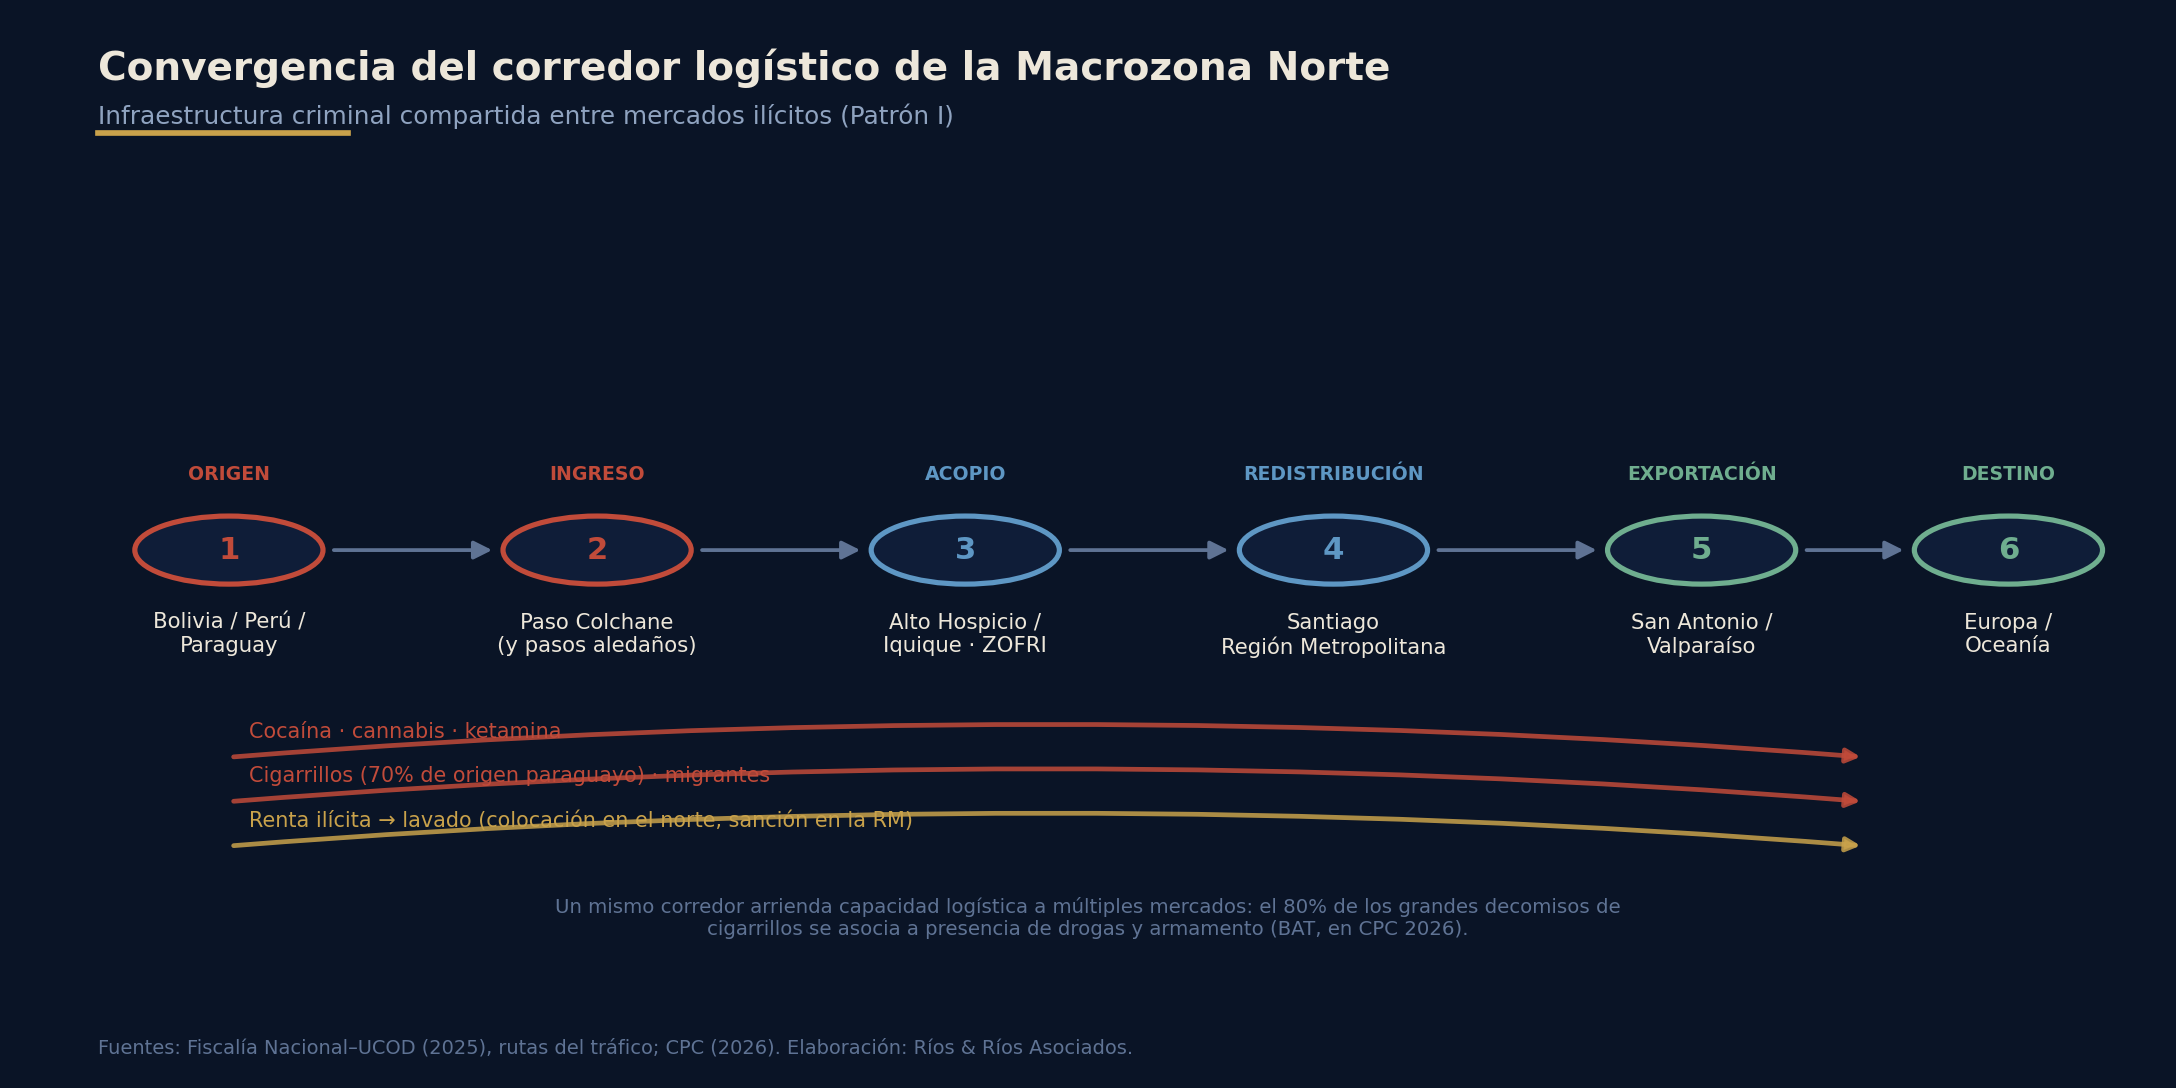 Convergencia del corredor logístico de la Macrozona Norte
Infraestructura criminal compartida entre mercados ilícitos (Patrón I)
ORIGEN
INGRESO
ACOPIO
REDISTRIBUCIÓN
EXPORTACIÓN
DESTINO
1
2
3
4
5
6
Bolivia / Perú /
Paraguay
Paso Colchane
(y pasos aledaños)
Alto Hospicio /
Iquique · ZOFRI
Santiago
Región Metropolitana
San Antonio /
Valparaíso
Europa /
Oceanía
Cocaína · cannabis · ketamina
Cigarrillos (70% de origen paraguayo) · migrantes
Renta ilícita → lavado (colocación en el norte, sanción en la RM)
Un mismo corredor arrienda capacidad logística a múltiples mercados: el 80% de los grandes decomisos de
cigarrillos se asocia a presencia de drogas y armamento (BAT, en CPC 2026).
Fuentes: Fiscalía Nacional–UCOD (2025), rutas del tráfico; CPC (2026). Elaboración: Ríos & Ríos Asociados.